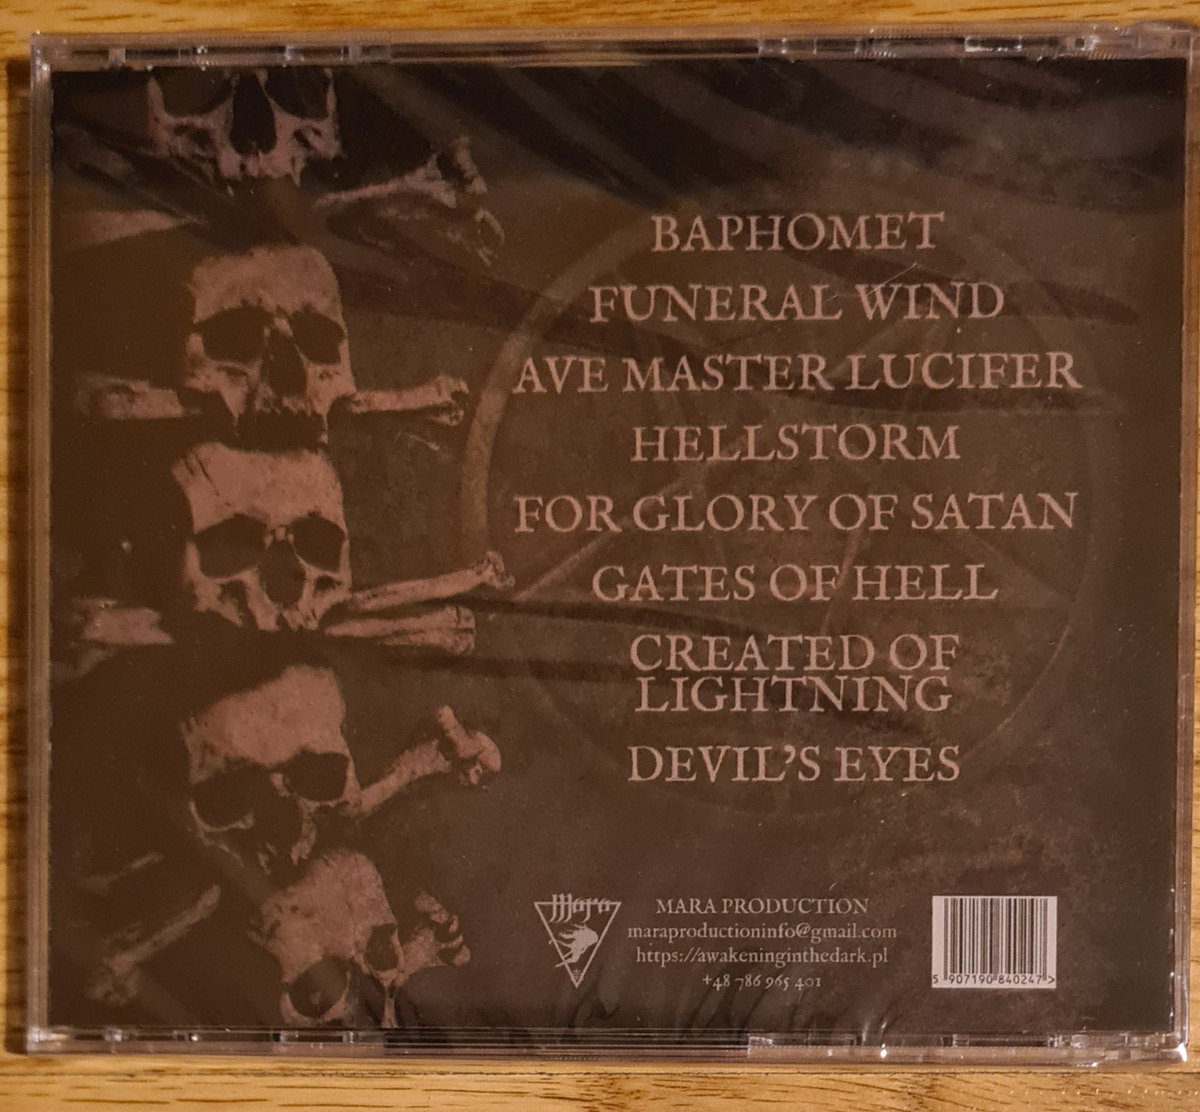 BAPHOMET
FUNERAL WIND
AVE MASTER LUCIFER
HELLSTORM
FOR GLORY OF SATAN
GATES OF HELL
CREATED OF
LIGHTNING
DEVIL'S EYES
Mara
MARA PRODUCTION
maraproductioninfo@gmail.com
https://awakeninginthedark.pl
+48 786 965 401
5 907190 840247 >